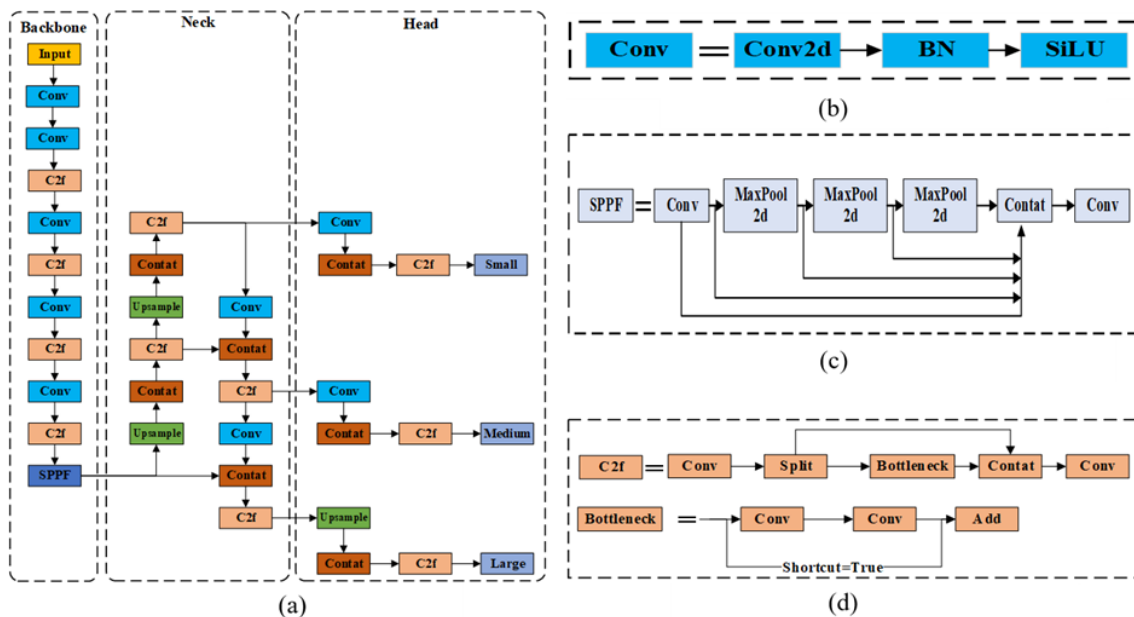 Backbone
Input
Conv
Conv
C2f
Conv
C2f
Conv
C2f
Conv
C2f
SPPF
Neck
C2f
Contat
Upsample
C2f
Contat
Upsample
Conv
Contat
C2f
Conv
Contat
C2f
Head
Conv
Contat C2f Small
Conv
Contat C2f Medium
Upsample
Contat C2f Large
(a)
Conv = Conv2d BN SiLU
(b)
SPPF = Conv MaxPool 2d MaxPool 2d MaxPool 2d Contat Conv
(c)
C2f = Conv Split Bottleneck Contat Conv
Bottleneck = Conv Conv Add
Shortcut=True
(d)